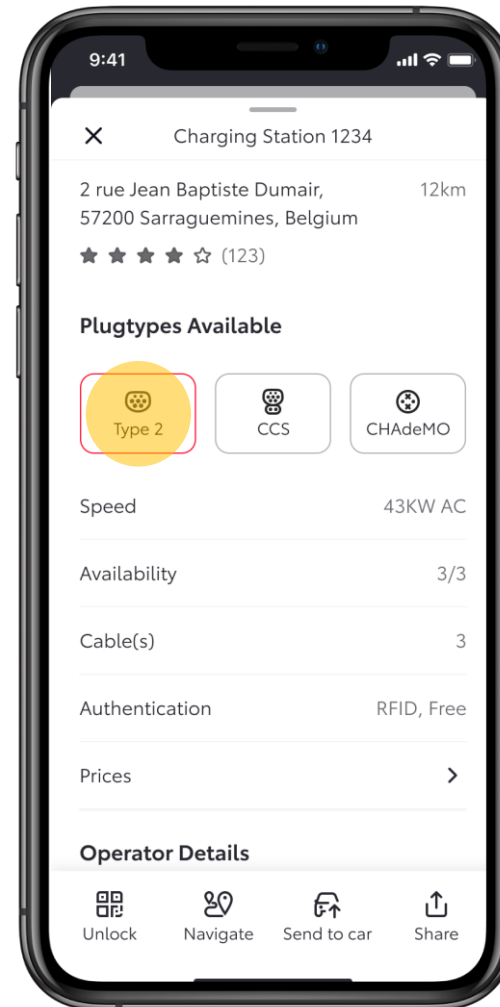 9:41
Charging Station 1234
2 rue Jean Baptiste Dumair, 12km
57200 Sarraguemines, Belgium
(123)
Plugtypes Available
Type 2 CCS CHAdeMO
Speed 43KW AC
Availability 3/3
Cable(s) 3
Authentication RFID, Free
Prices
Operator Details
Unlock Navigate Send to car Share